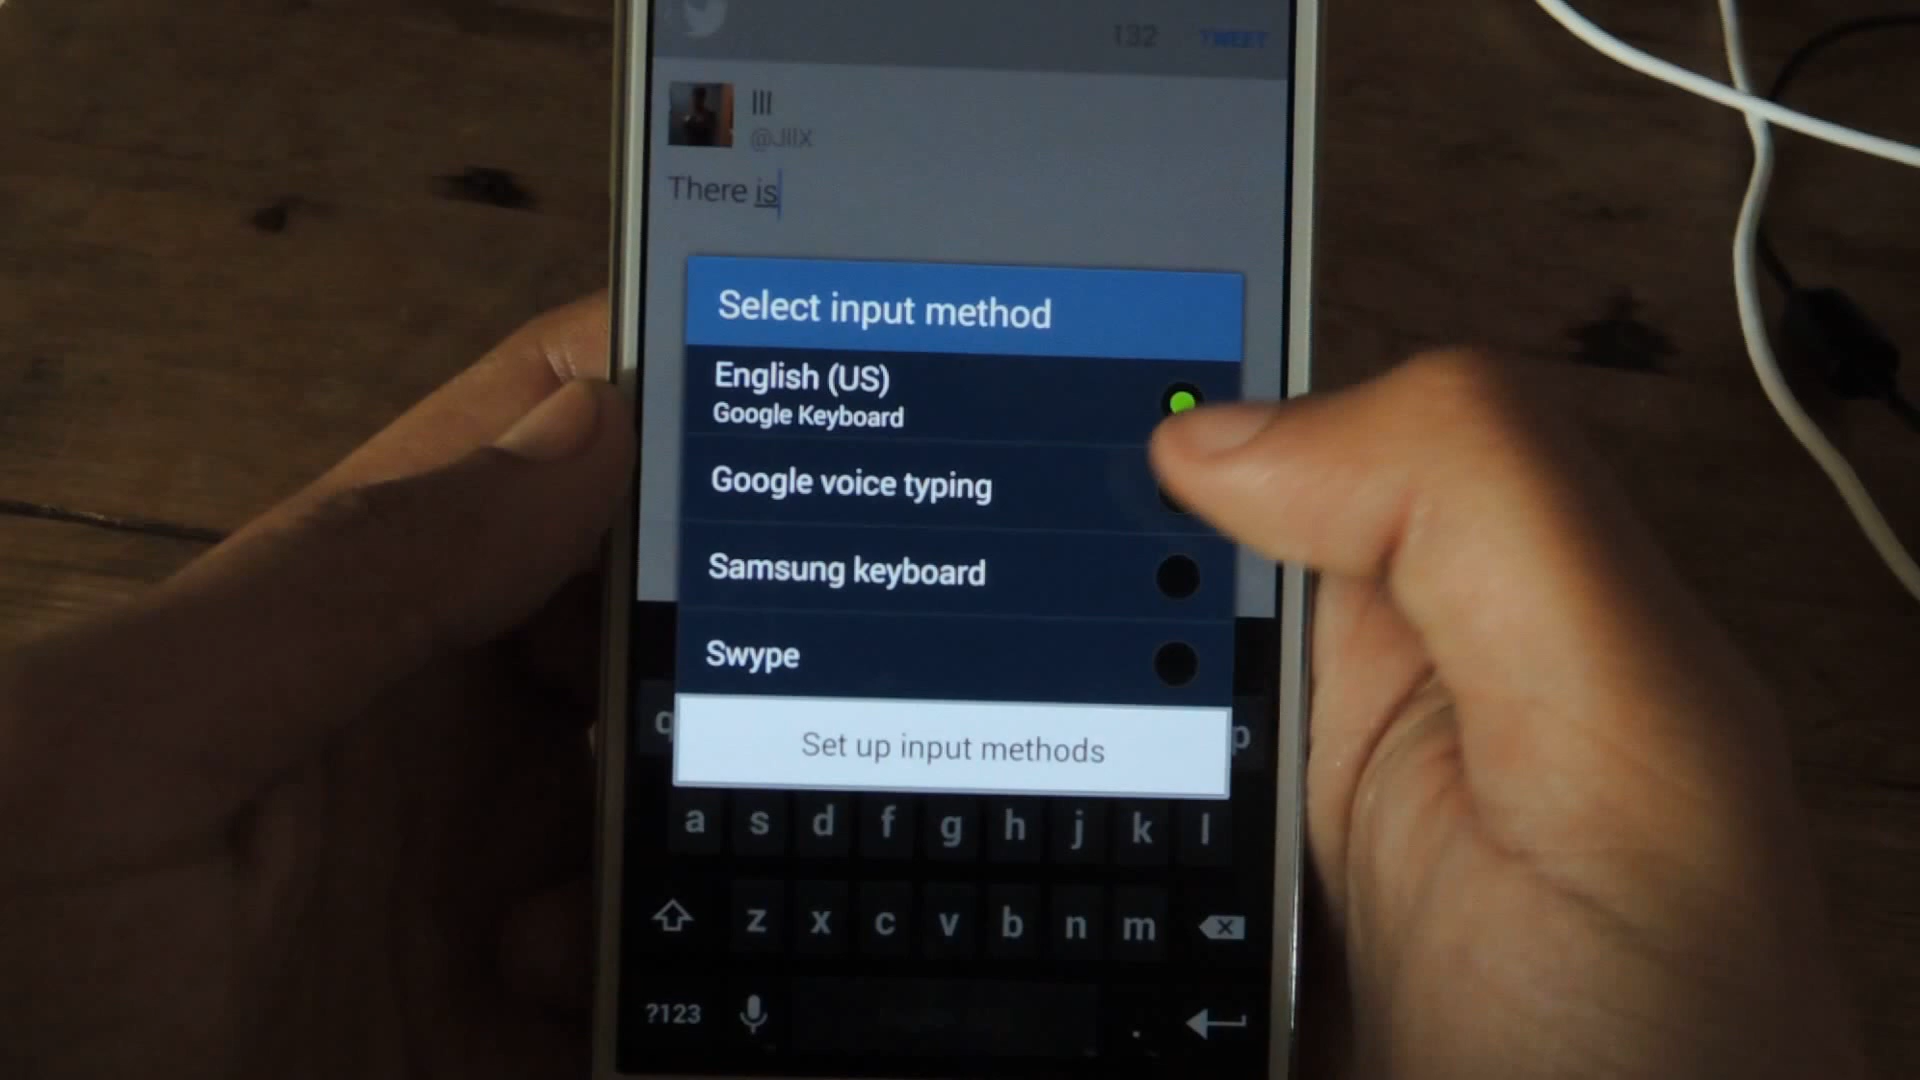 132 TWEET
lll
@JlllX
There is
Select input method
English (US)
Google Keyboard
Google voice typing
Samsung keyboard
Swype
q p
Set up input methods
a s d f g h j k l
z x c v b n m
?123 .